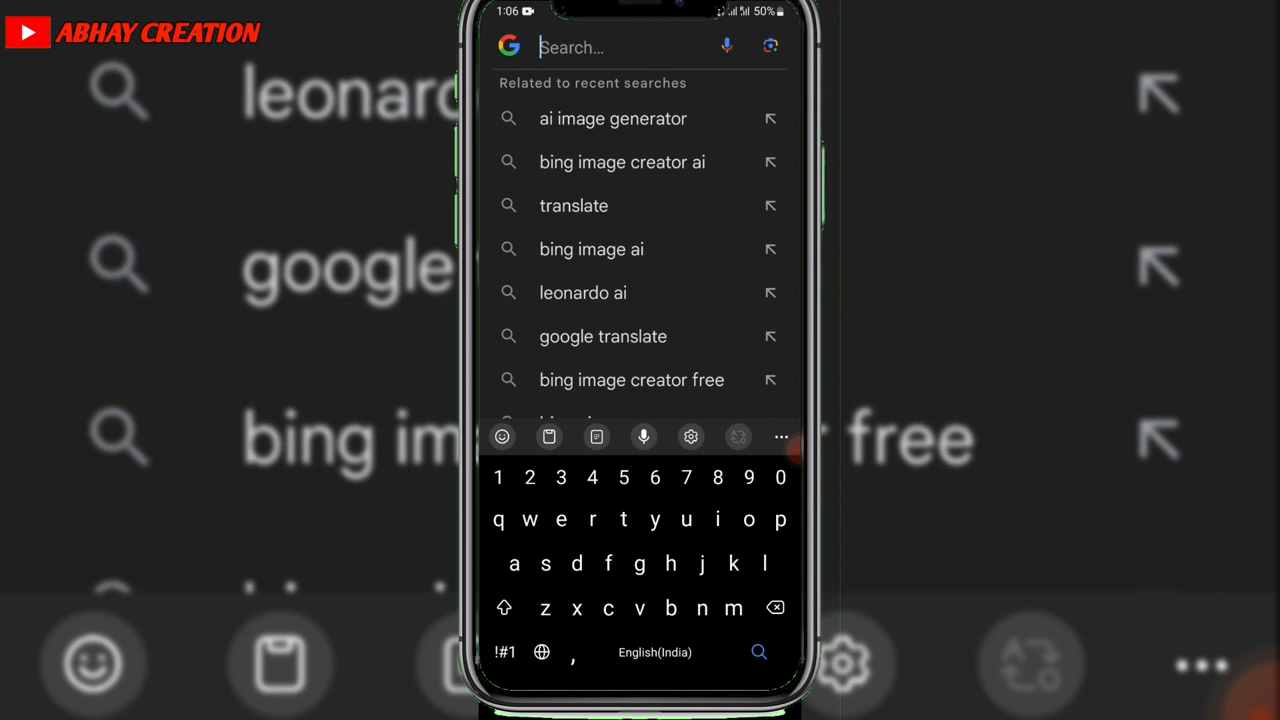 ABHAY CREATION
1:06
50%
Search...
Related to recent searches
ai image generator
bing image creator ai
translate
bing image ai
leonardo ai
google translate
bing image creator free
1 2 3 4 5 6 7 8 9 0
q w e r t y u i o p
a s d f g h j k l
z x c v b n m
!#1 , English(India)
leonard
google
bing im
free